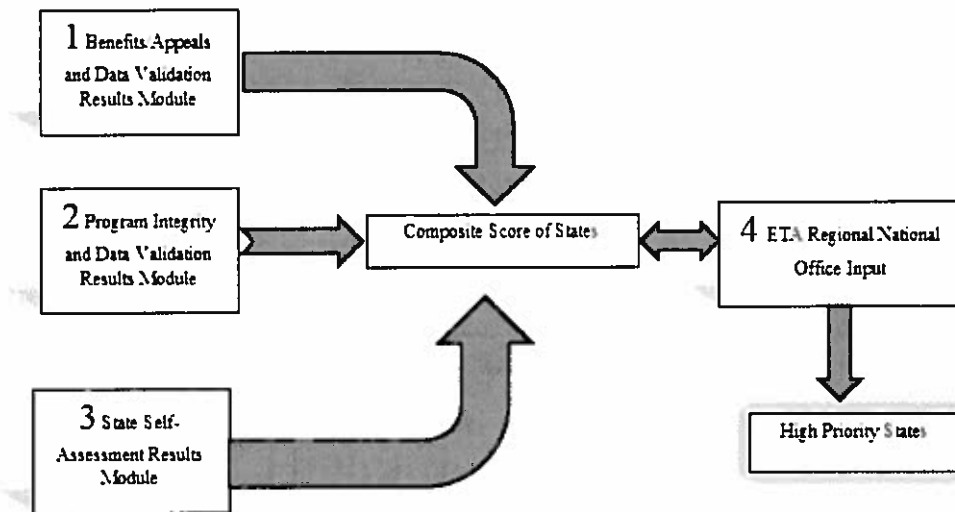 1 Benefits Appeals
and Data Validation
Results Module
2 Program Integrity
and Data Validation
Results Module
Composite Score of States
4 ETA Regional National
Office Input
3 State Self-
Assessment Results
Module
High Priority States